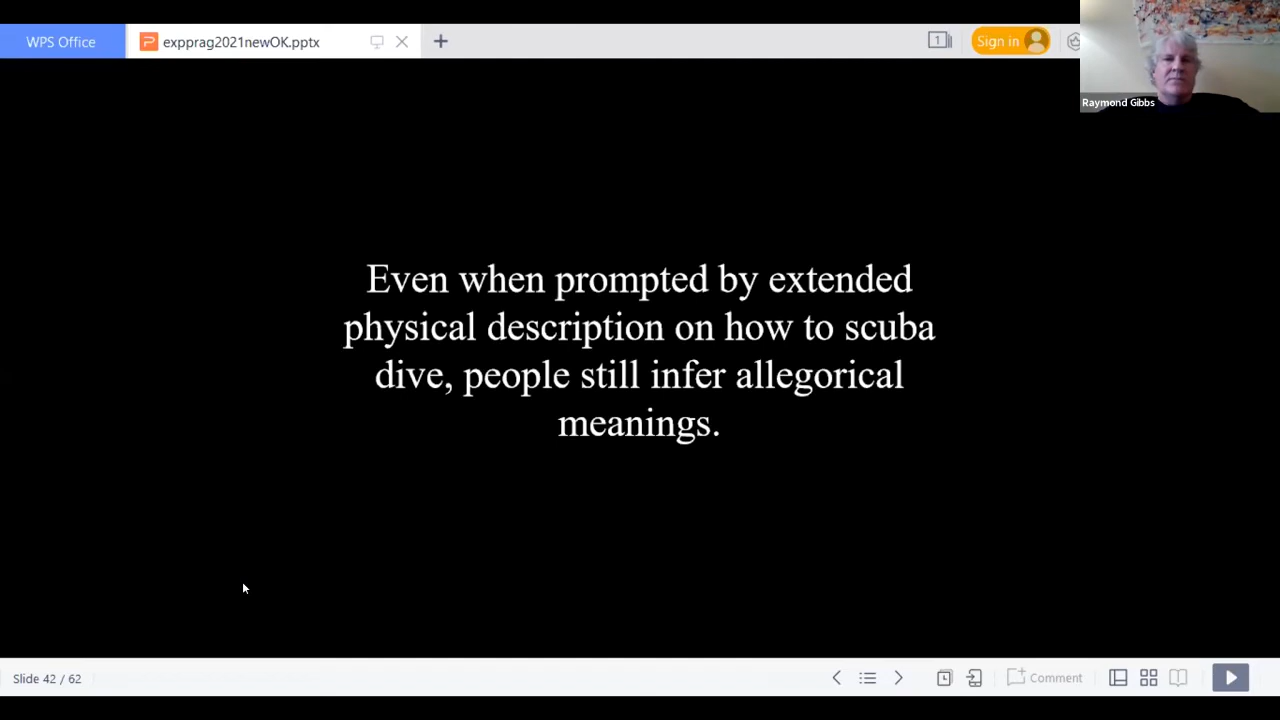 WPS Office
expprag2021newOK.pptx
1
Sign in
Raymond Gibbs
Even when prompted by extended
physical description on how to scuba
dive, people still infer allegorical
meanings.
Slide 42 / 62
Comment